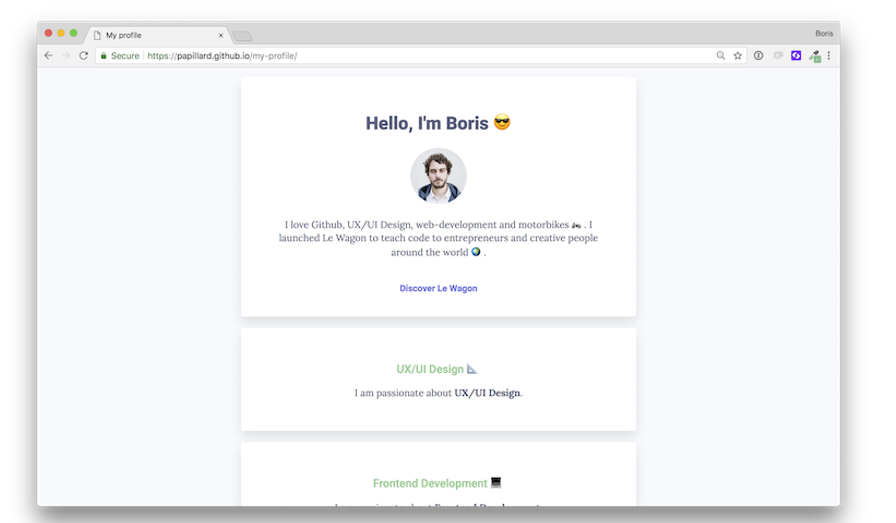 My profile
Boris
Secure
https://papillard.github.io/my-profile/
Hello, I'm Boris 😎
I love Github, UX/UI Design, web-development and motorbikes 🏍 . I
launched Le Wagon to teach code to entrepreneurs and creative people
around the world 🌍 .
Discover Le Wagon
UX/UI Design 📐
I am passionate about UX/UI Design.
Frontend Development 💻